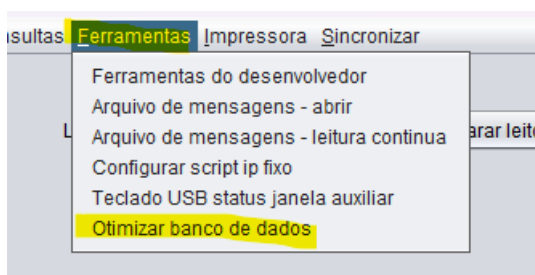 Ferramentas Impressora Sincronizar
Ferramentas do desenvolvedor
Arquivo de mensagens - abrir
Arquivo de mensagens - leitura continua
Configurar script ip fixo
Teclado USB status janela auxiliar
Otimizar banco de dados